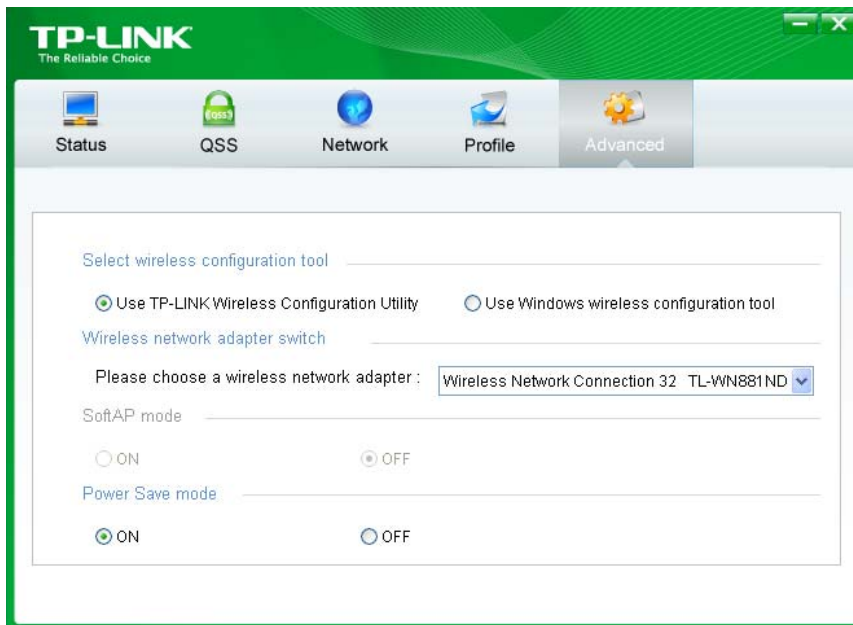 TP-LINK
The Reliable Choice
Status
QSS
Network
Profile
Advanced
Select wireless configuration tool
Use TP-LINK Wireless Configuration Utility
Use Windows wireless configuration tool
Wireless network adapter switch
Please choose a wireless network adapter :
Wireless Network Connection 32 TL-WN881ND
SoftAP mode
ON
OFF
Power Save mode
ON
OFF